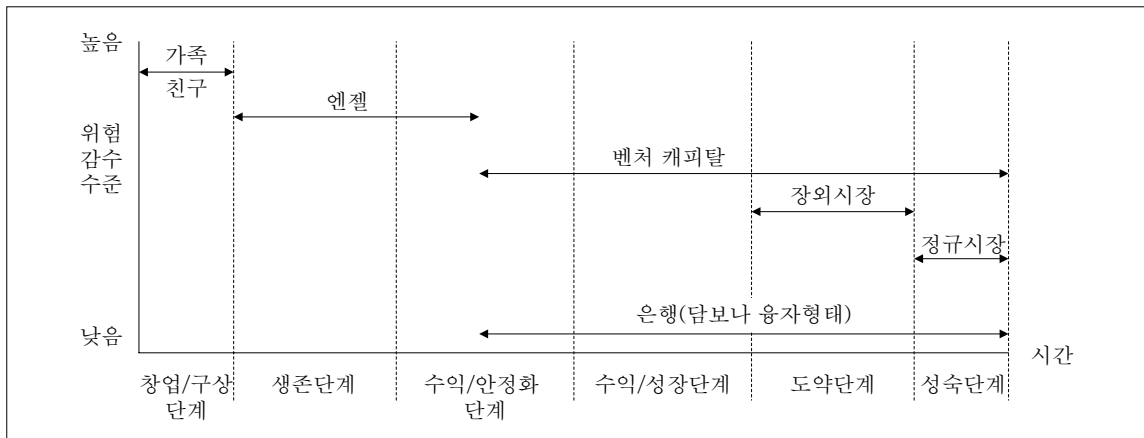 높음
가족
친구
엔젤
위험
감수
수준
벤처 캐피탈
장외시장
정규시장
은행(담보나 융자형태)
낮음
시간
창업/구상 단계
생존단계
수익/안정화 단계
수익/성장단계
도약단계
성숙단계